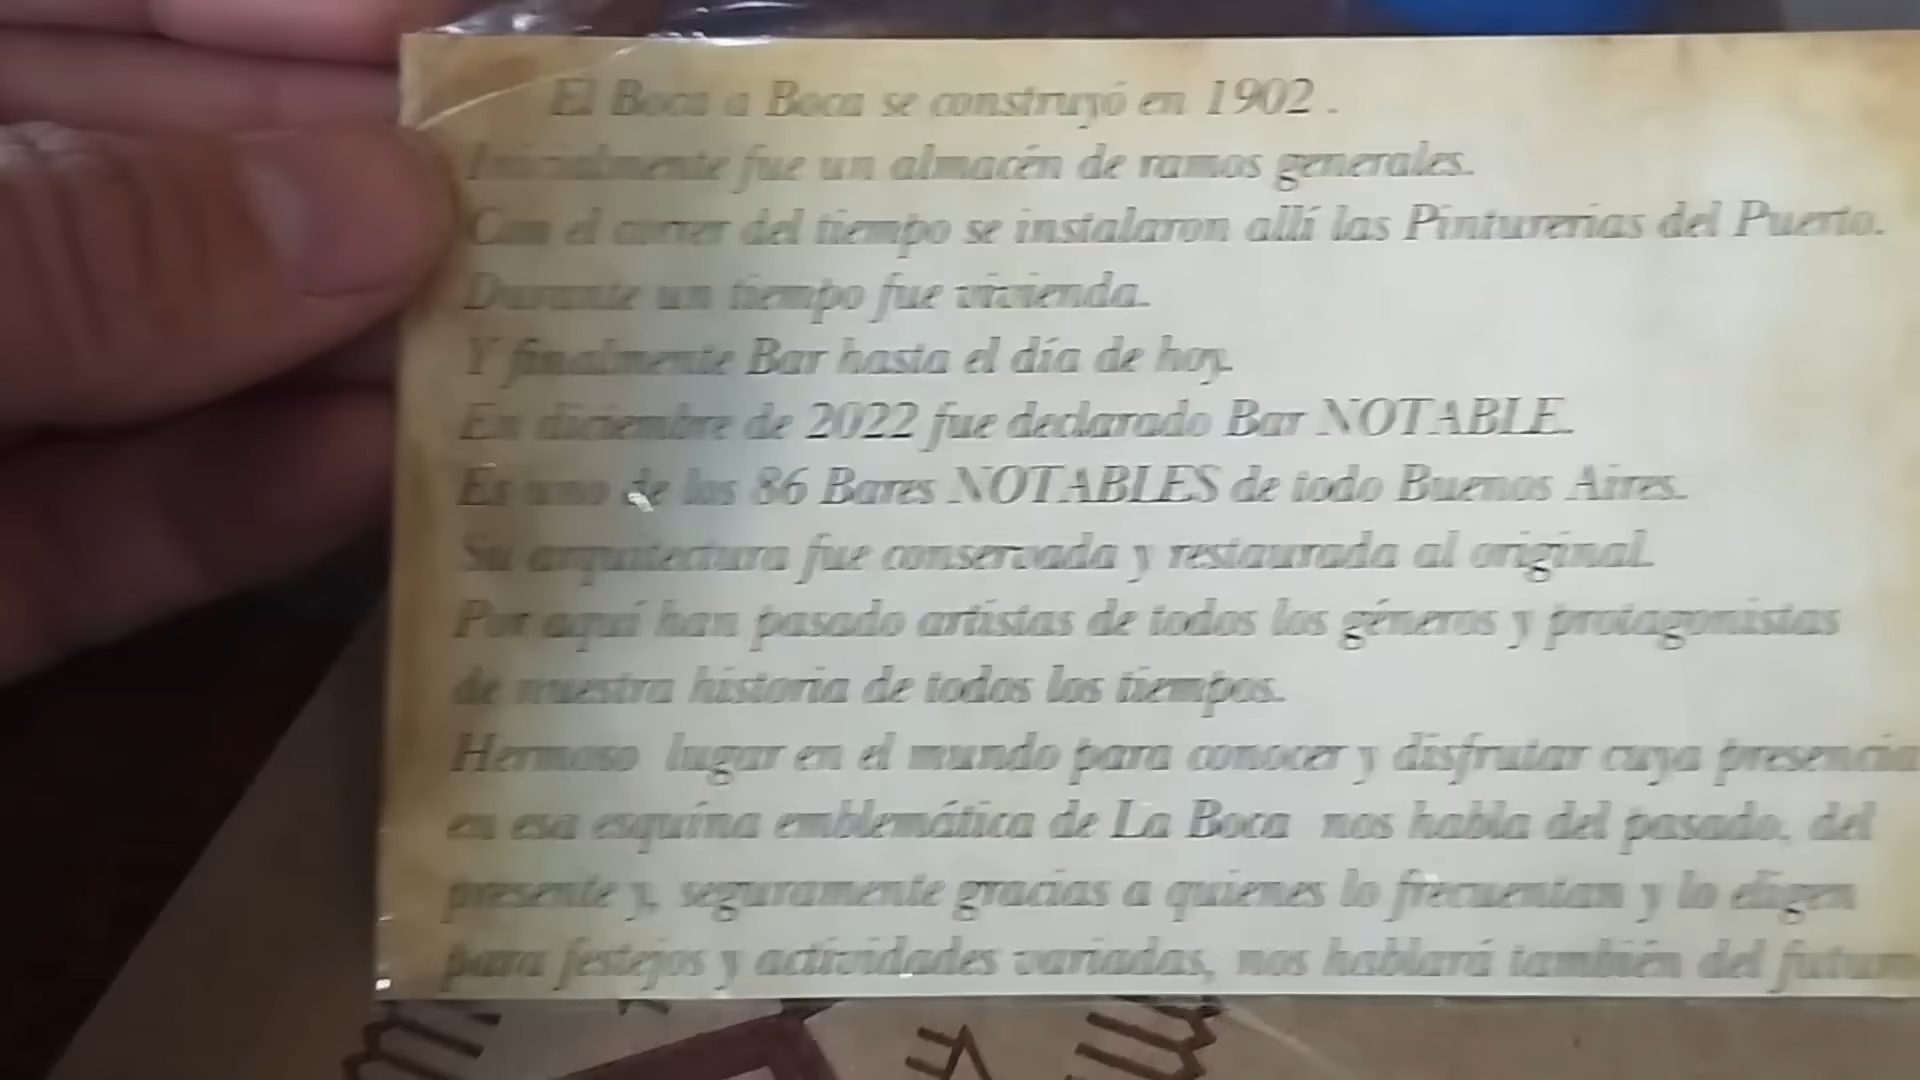 El Boca a Boca se construyó en 1902 .
Inicialmente fue un almacén de ramos generales.
Con el correr del tiempo se instalaron allí las Pinturerias del Puerto.
Durante un tiempo fue vivienda.
Y finalmente Bar hasta el día de hoy.
En diciembre de 2022 fue declarado Bar NOTABLE.
Es uno de los 86 Bares NOTABLES de todo Buenos Aires.
Su arquitectura fue conservada y restaurada al original.
Por aquí han pasado artistas de todos los géneros y protagonistas
de nuestra historia de todos los tiempos.
Hermoso lugar en el mundo para conocer y disfrutar cuya presencia
en esa esquína emblemática de La Boca nos habla del pasado, del
presente y, seguramente gracias a quienes lo frecuentan y lo eligen
para festejos y actividades variadas, nos hablará también del futuro